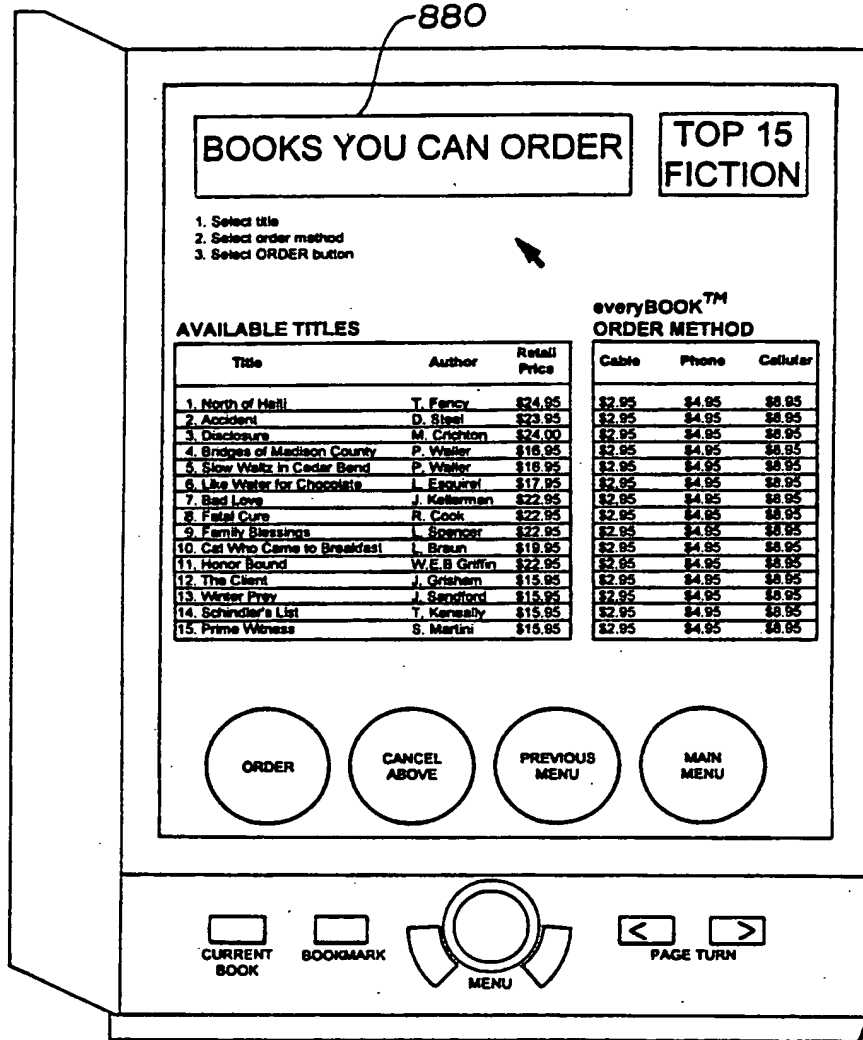 880
BOOKS YOU CAN ORDER
TOP 15
FICTION
1. Select title
2. Select order method
3. Select ORDER button
AVAILABLE TITLES
everyBOOK™
ORDER METHOD
Title Author Retail Price Cable Phone Cellular
1. North of Haiti T. Fancy $24.95 $2.95 $4.95 $8.95
2. Accident D. Steel $23.95 $2.95 $4.95 $8.95
3. Disclosure M. Crichton $24.00 $2.95 $4.95 $8.95
4. Bridges of Madison County P. Waller $16.95 $2.95 $4.95 $8.95
5. Slow Waltz in Cedar Bend P. Waller $16.95 $2.95 $4.95 $8.95
6. Like Water for Chocolate L. Esquirel $17.95 $2.95 $4.95 $8.95
7. Bad Love J. Kellerman $22.95 $2.95 $4.95 $8.95
8. Fatal Cure R. Cook $22.95 $2.95 $4.95 $8.95
9. Family Blessings L. Spencer $22.95 $2.95 $4.95 $8.95
10. Cat Who Came to Breakfast L. Braun $19.95 $2.95 $4.95 $8.95
11. Honor Bound W.E.B Griffin $22.95 $2.95 $4.95 $8.95
12. The Client J. Grisham $15.95 $2.95 $4.95 $8.95
13. Winter Prey J. Sandford $15.95 $2.95 $4.95 $8.95
14. Schindler's List T. Keneally $15.95 $2.95 $4.95 $8.95
15. Prime Witness S. Martini $15.95 $2.95 $4.95 $8.95
ORDER
CANCEL
ABOVE
PREVIOUS
MENU
MAIN
MENU
CURRENT
BOOK
BOOKMARK
MENU
< >
PAGE TURN